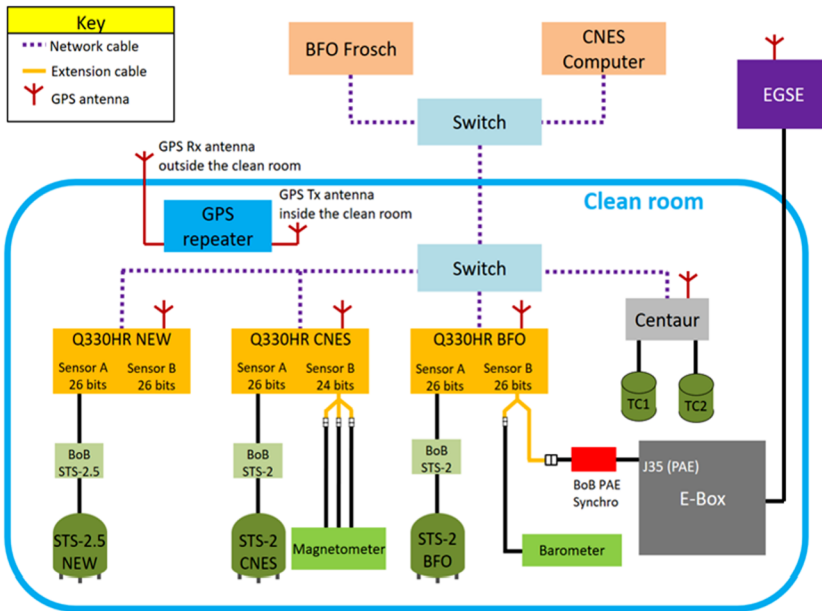 Key
Network cable
Extension cable
GPS antenna
BFO Frosch
CNES
Computer
EGSE
Switch
GPS Rx antenna
outside the clean room
GPS Tx antenna
inside the clean room
GPS
repeater
Clean room
Switch
Q330HR NEW
Sensor A
26 bits
Sensor B
26 bits
Q330HR CNES
Sensor A
26 bits
Sensor B
24 bits
Q330HR BFO
Sensor A
26 bits
Sensor B
26 bits
Centaur
TC1
TC2
BoB
STS-2.5
BoB
STS-2
BoB
STS-2
BoB PAE
Synchro
J35 (PAE)
E-Box
STS-2.5
NEW
STS-2
CNES
Magnetometer
STS-2
BFO
Barometer